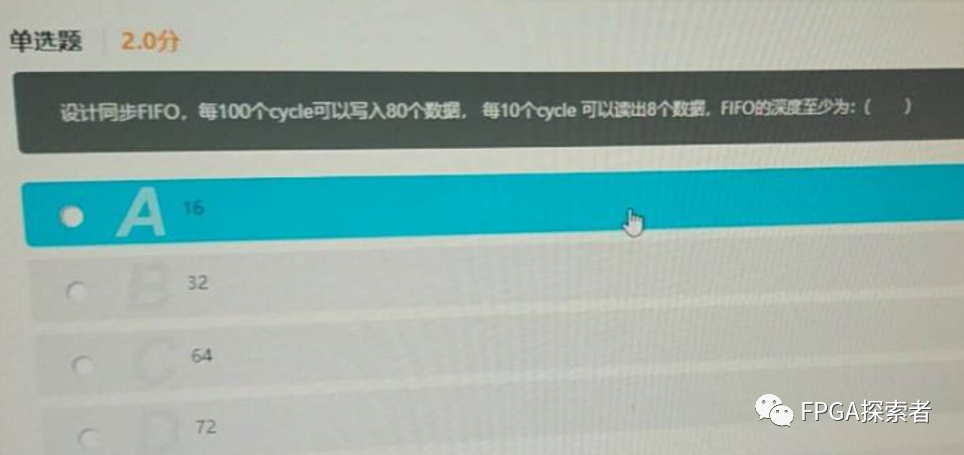 单选题 2.0分
设计同步FIFO，每100个cycle可以写入80个数据， 每10个cycle 可以读出8个数据，FIFO的深度至少为：(    )
A 16
B 32
C 64
D 72
FPGA探索者